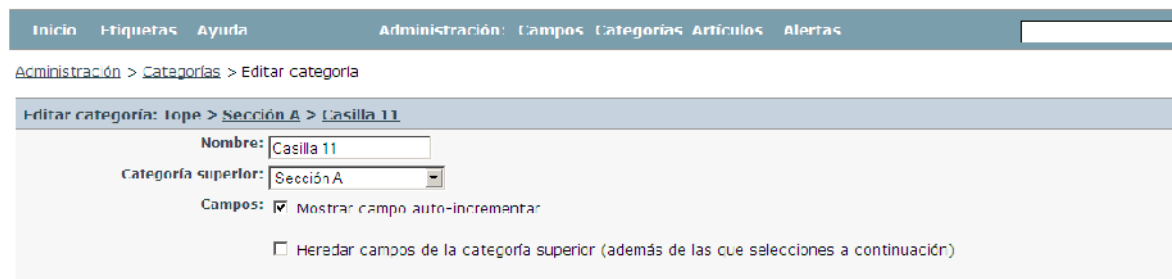 Inicio Etiquetas Ayuda Administración: Campos Categorías Artículos Alertas
Administración > Categorías > Editar categoría
Editar categoría: Tope > Sección A > Casilla 11
Nombre: Casilla 11
Categoría superior: Sección A
Campos: Mostrar campo auto-incrementar
Heredar campos de la categoría superior (además de las que selecciones a continuación)